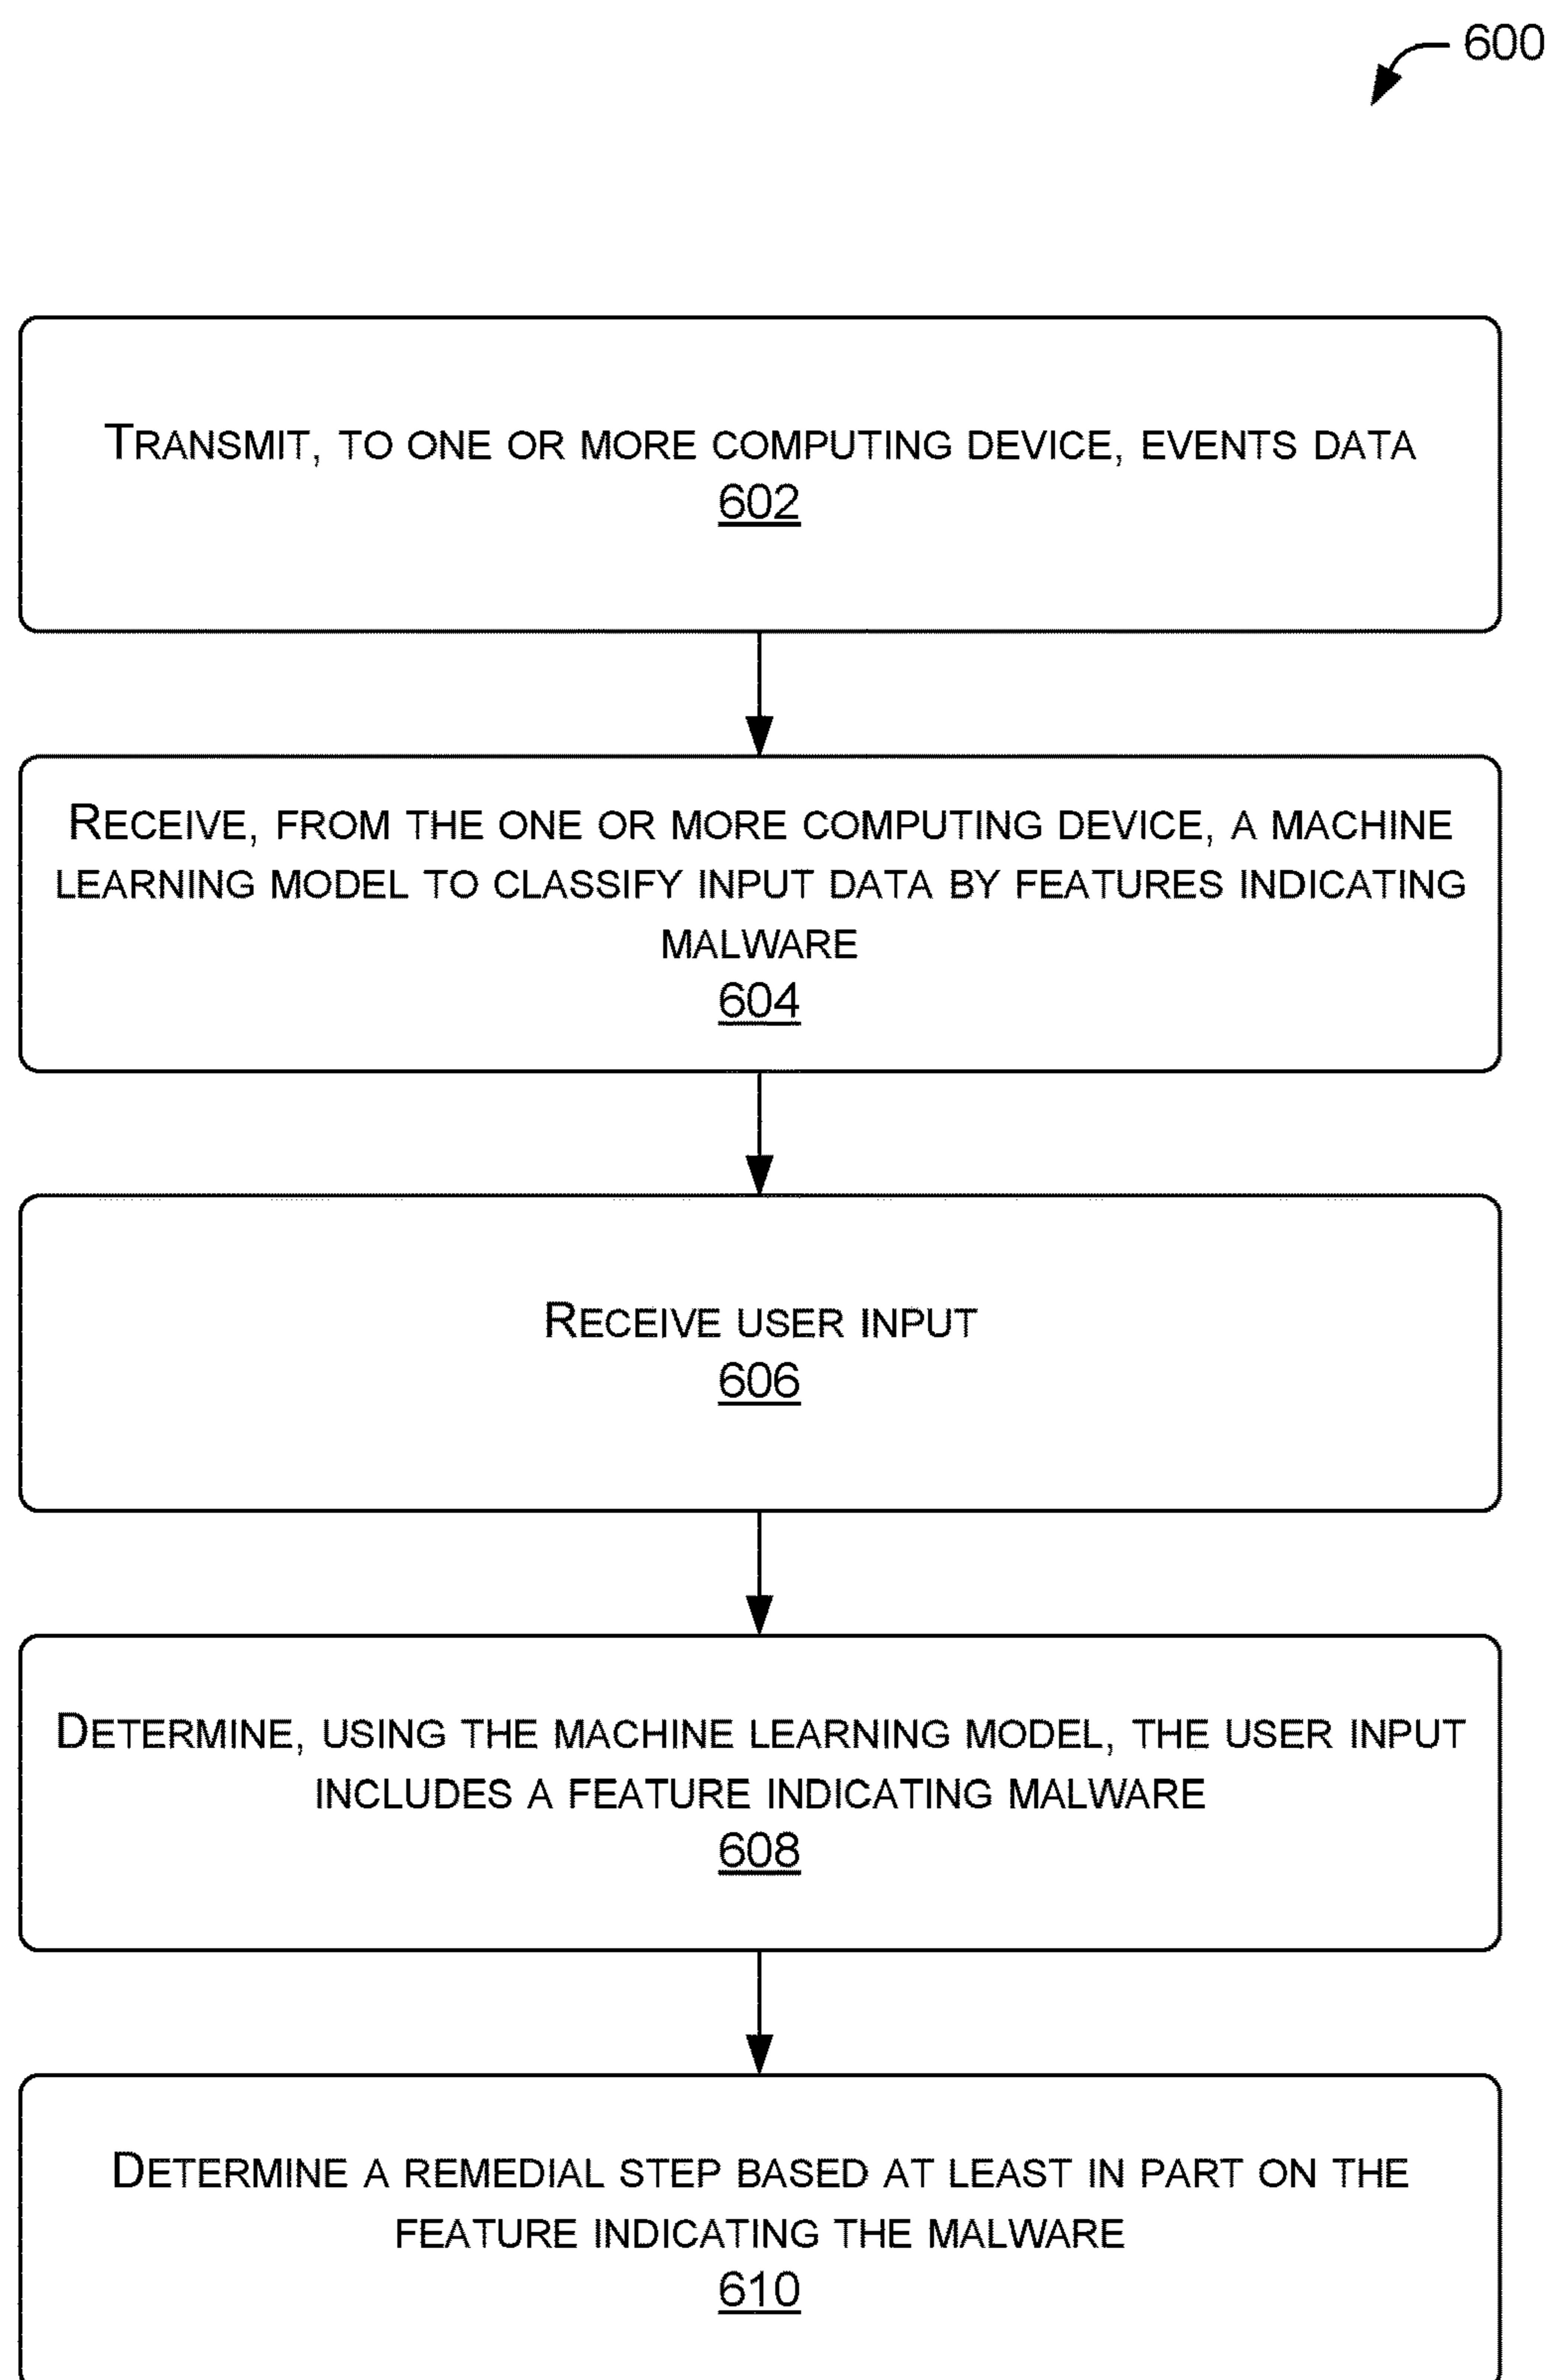 600
TRANSMIT, TO ONE OR MORE COMPUTING DEVICE, EVENTS DATA
602
RECEIVE, FROM THE ONE OR MORE COMPUTING DEVICE, A MACHINE
LEARNING MODEL TO CLASSIFY INPUT DATA BY FEATURES INDICATING
MALWARE
604
RECEIVE USER INPUT
606
DETERMINE, USING THE MACHINE LEARNING MODEL, THE USER INPUT
INCLUDES A FEATURE INDICATING MALWARE
608
DETERMINE A REMEDIAL STEP BASED AT LEAST IN PART ON THE
FEATURE INDICATING THE MALWARE
610